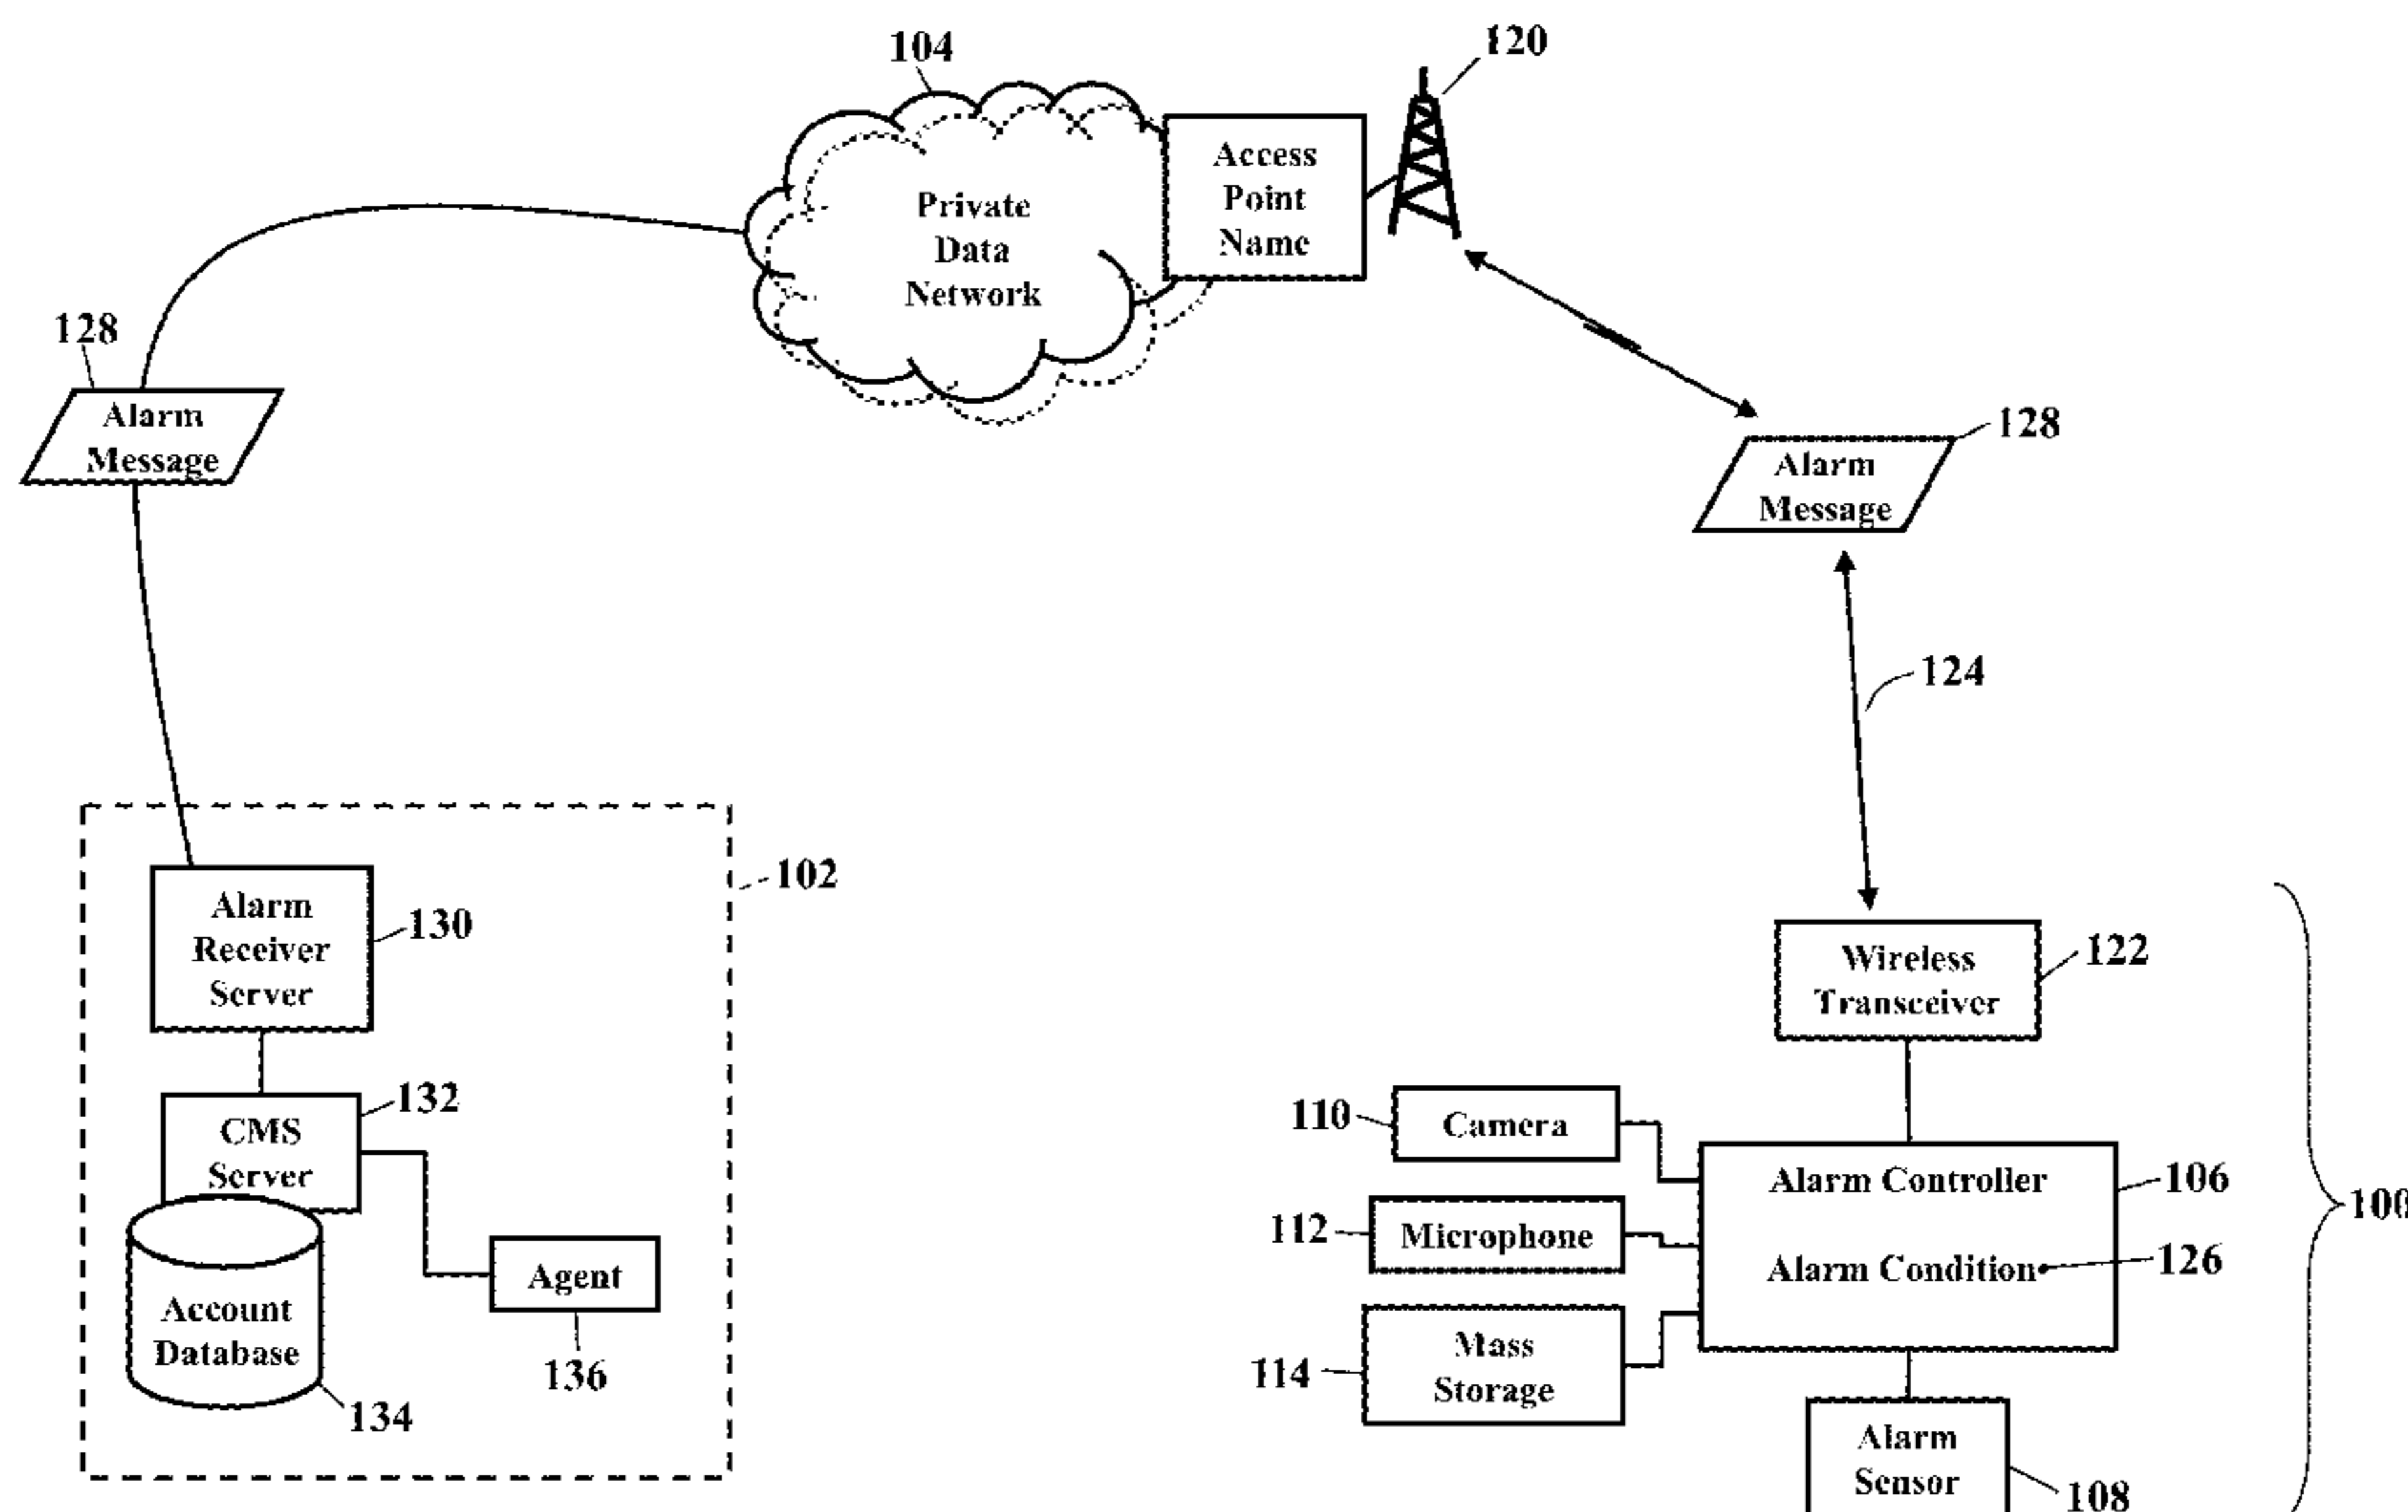 104
120
Access
Point
Name
Private
Data
Network
128
Alarm
Message
128
Alarm
Message
124
102
Alarm
Receiver
Server
130
Wireless
Transceiver
122
CMS
Server
132
110
Camera
Alarm Controller
106
100
112
Microphone
Alarm Condition
126
Agent
136
Account
Database
134
114
Mass
Storage
Alarm
Sensor
108